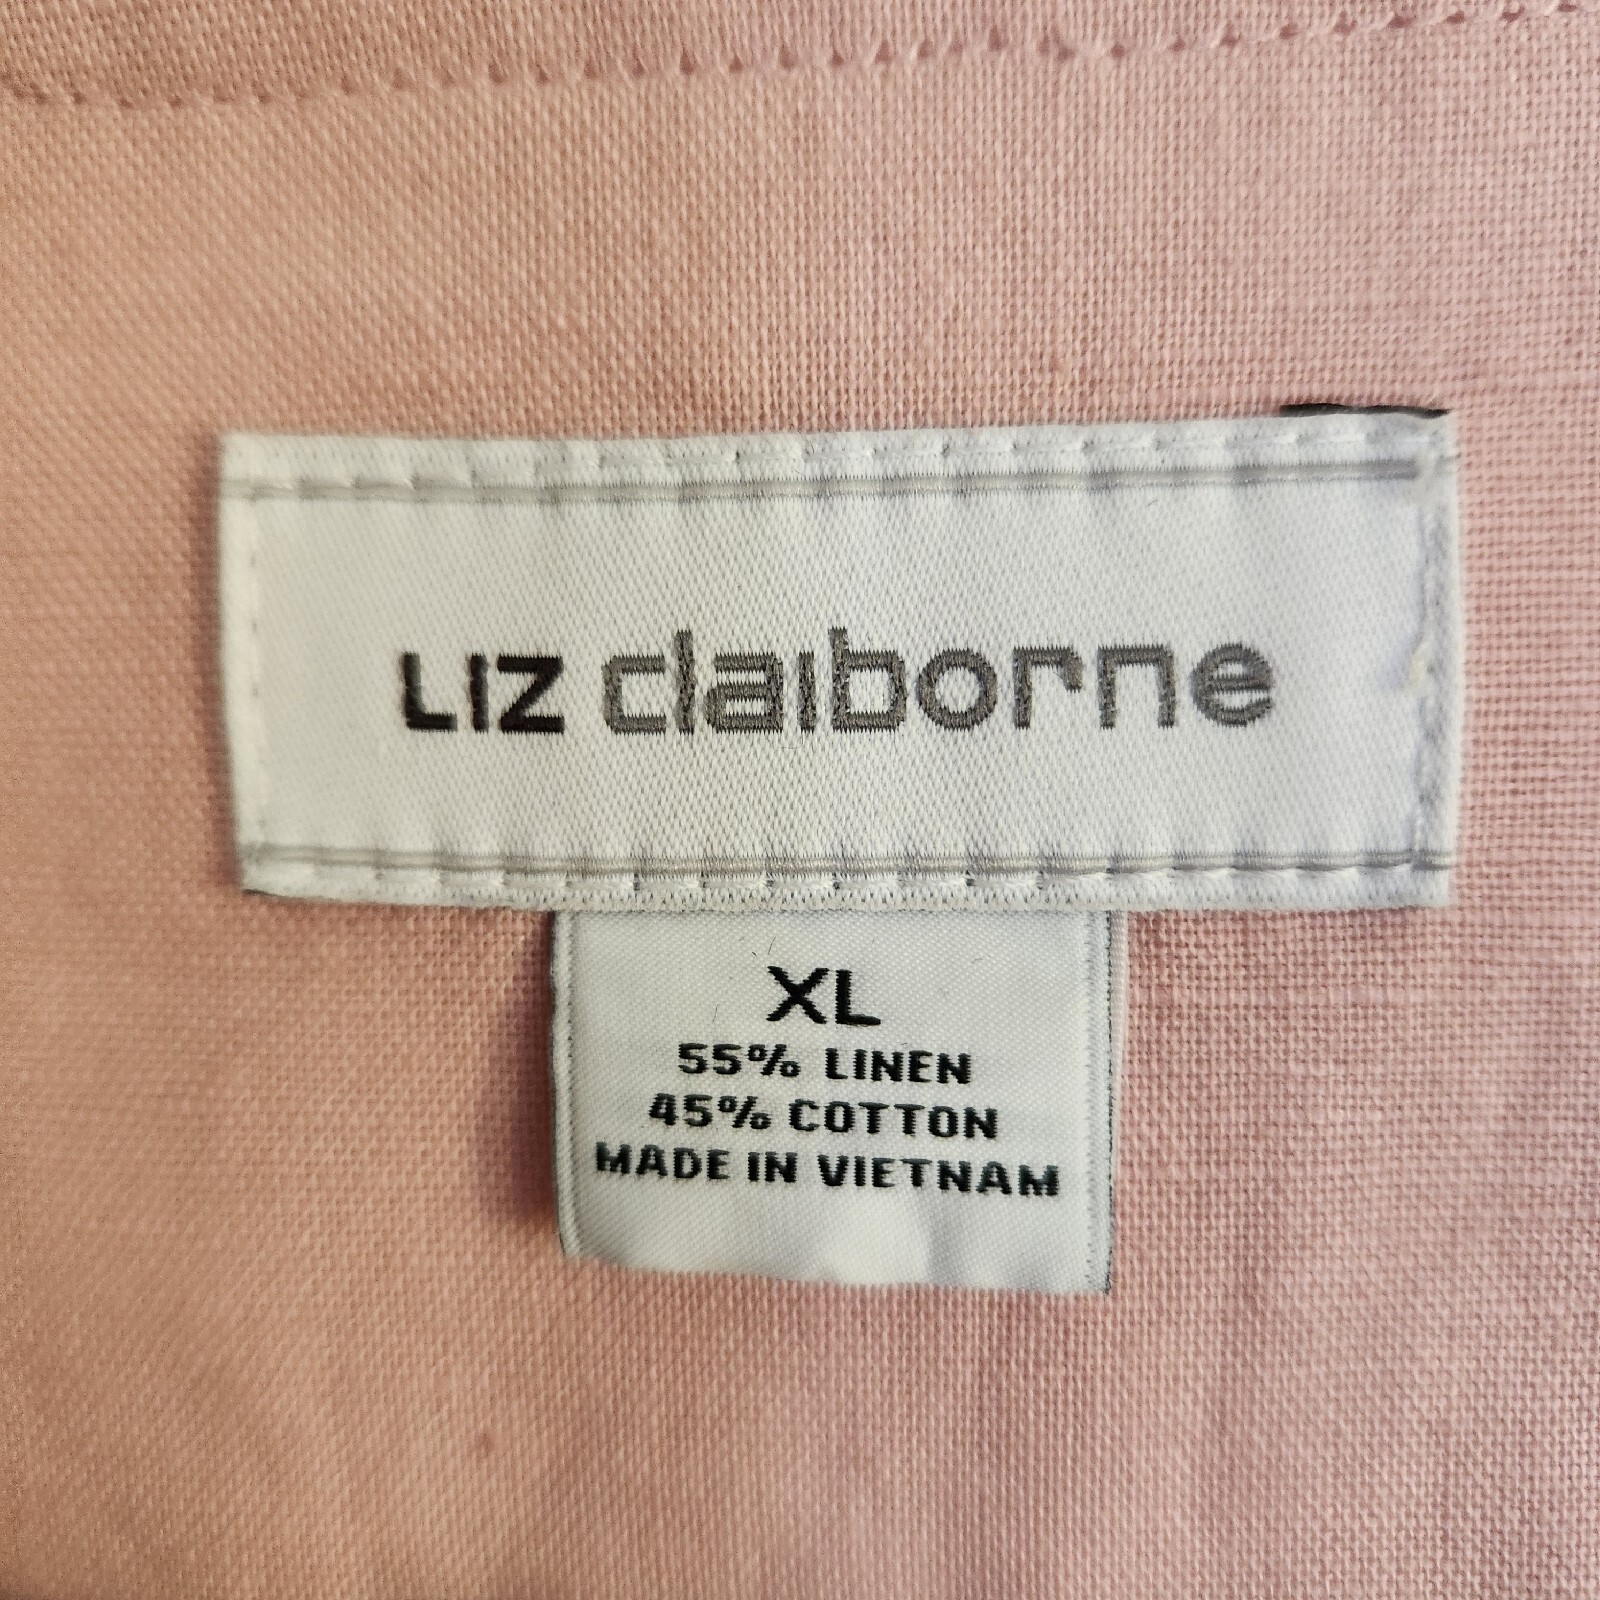 LIZ claiborne
XL
55% LINEN
45% COTTON
MADE IN VIETNAM